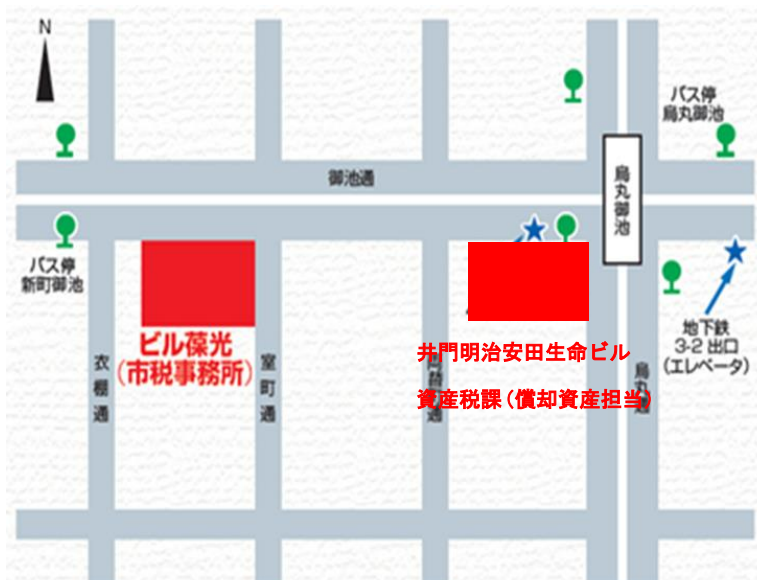 N
バス停
烏丸御池
御池通
烏丸御池
バス停
新町御池
ビル葆光
(市税事務所)
井門明治安田生命ビル
資産税課(償却資産担当)
地下鉄
3-2 出口
(エレベータ)
衣棚通
室町通
烏丸通